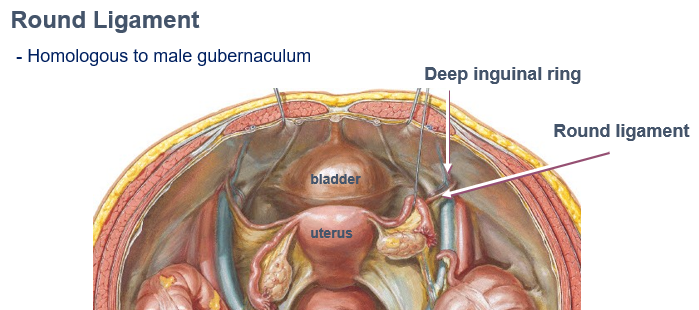 Round Ligament
- Homologous to male gubernaculum
Deep inguinal ring
Round ligament
bladder
uterus